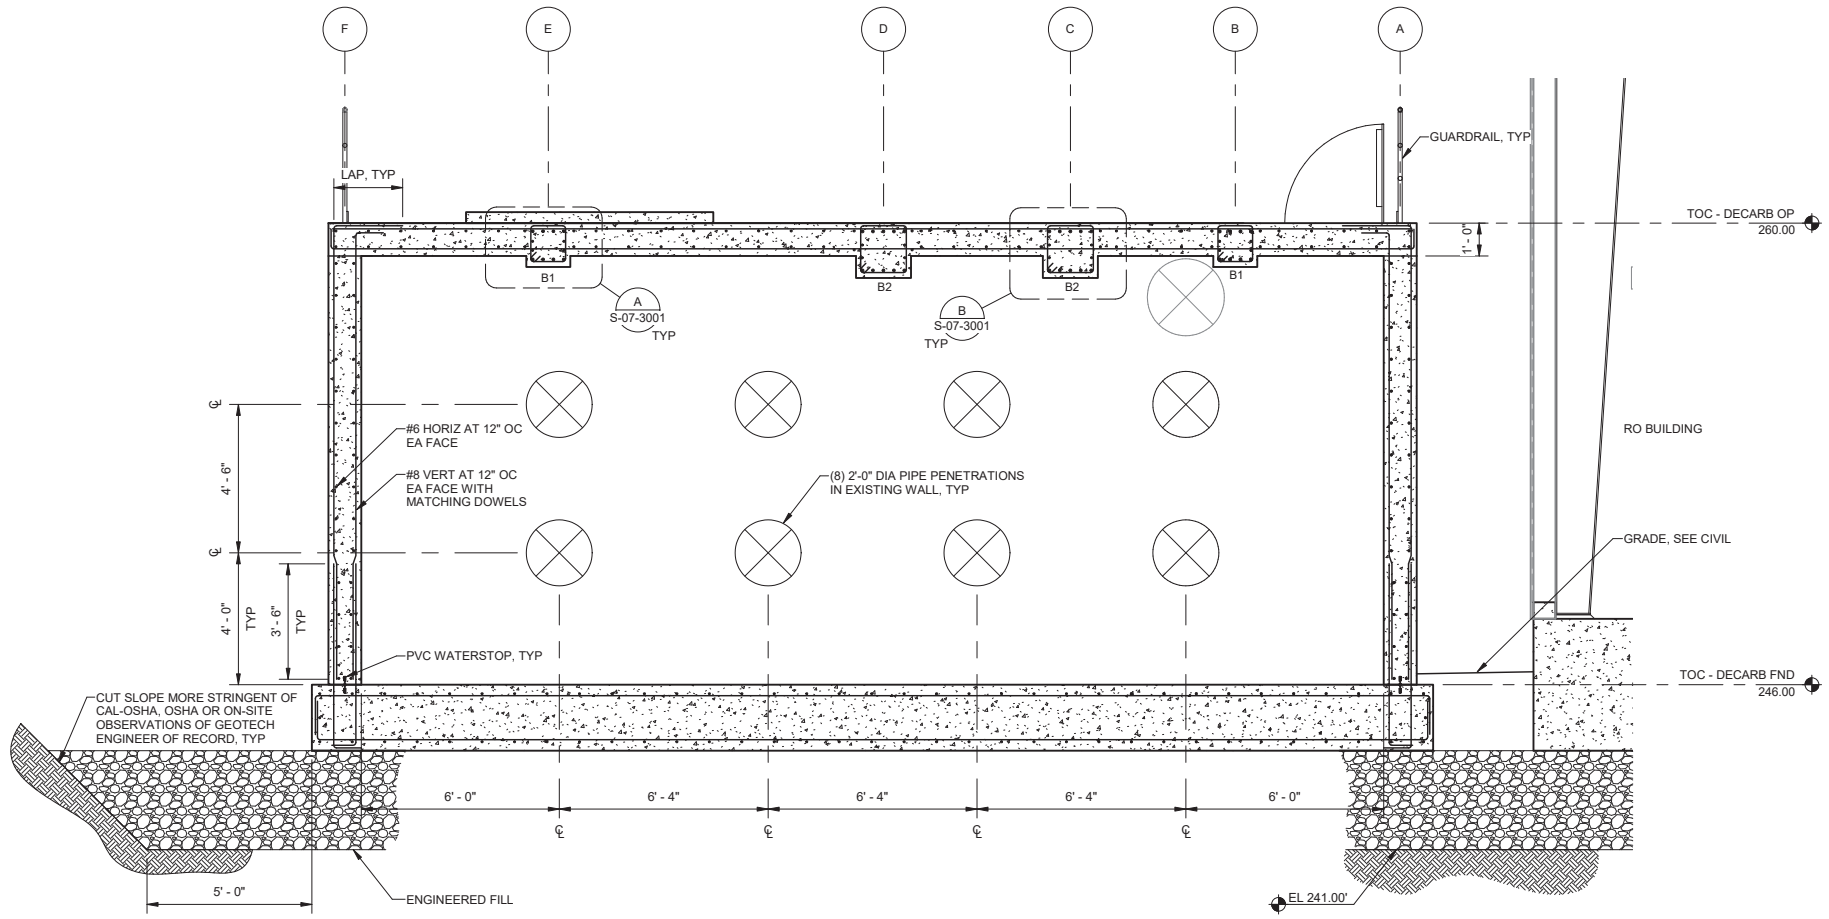 F
E
D
C
B
A
GUARDRAIL, TYP
LAP, TYP
TOC - DECARB OP
260.00
1' - 0"
B1
B2
B2
B1
A
S-07-3001
TYP
B
S-07-3001
TYP
℄
#6 HORIZ AT 12" OC
EA FACE
RO BUILDING
4' - 6"
#8 VERT AT 12" OC
EA FACE WITH
MATCHING DOWELS
(8) 2'-0" DIA PIPE PENETRATIONS
IN EXISTING WALL, TYP
GRADE, SEE CIVIL
℄
4' - 0"
TYP
3' - 6"
TYP
PVC WATERSTOP, TYP
TOC - DECARB FND
246.00
CUT SLOPE MORE STRINGENT OF
CAL-OSHA, OSHA OR ON-SITE
OBSERVATIONS OF GEOTECH
ENGINEER OF RECORD, TYP
6' - 0"
6' - 4"
6' - 4"
6' - 4"
6' - 0"
℄
℄
℄
℄
5' - 0"
ENGINEERED FILL
EL 241.00'